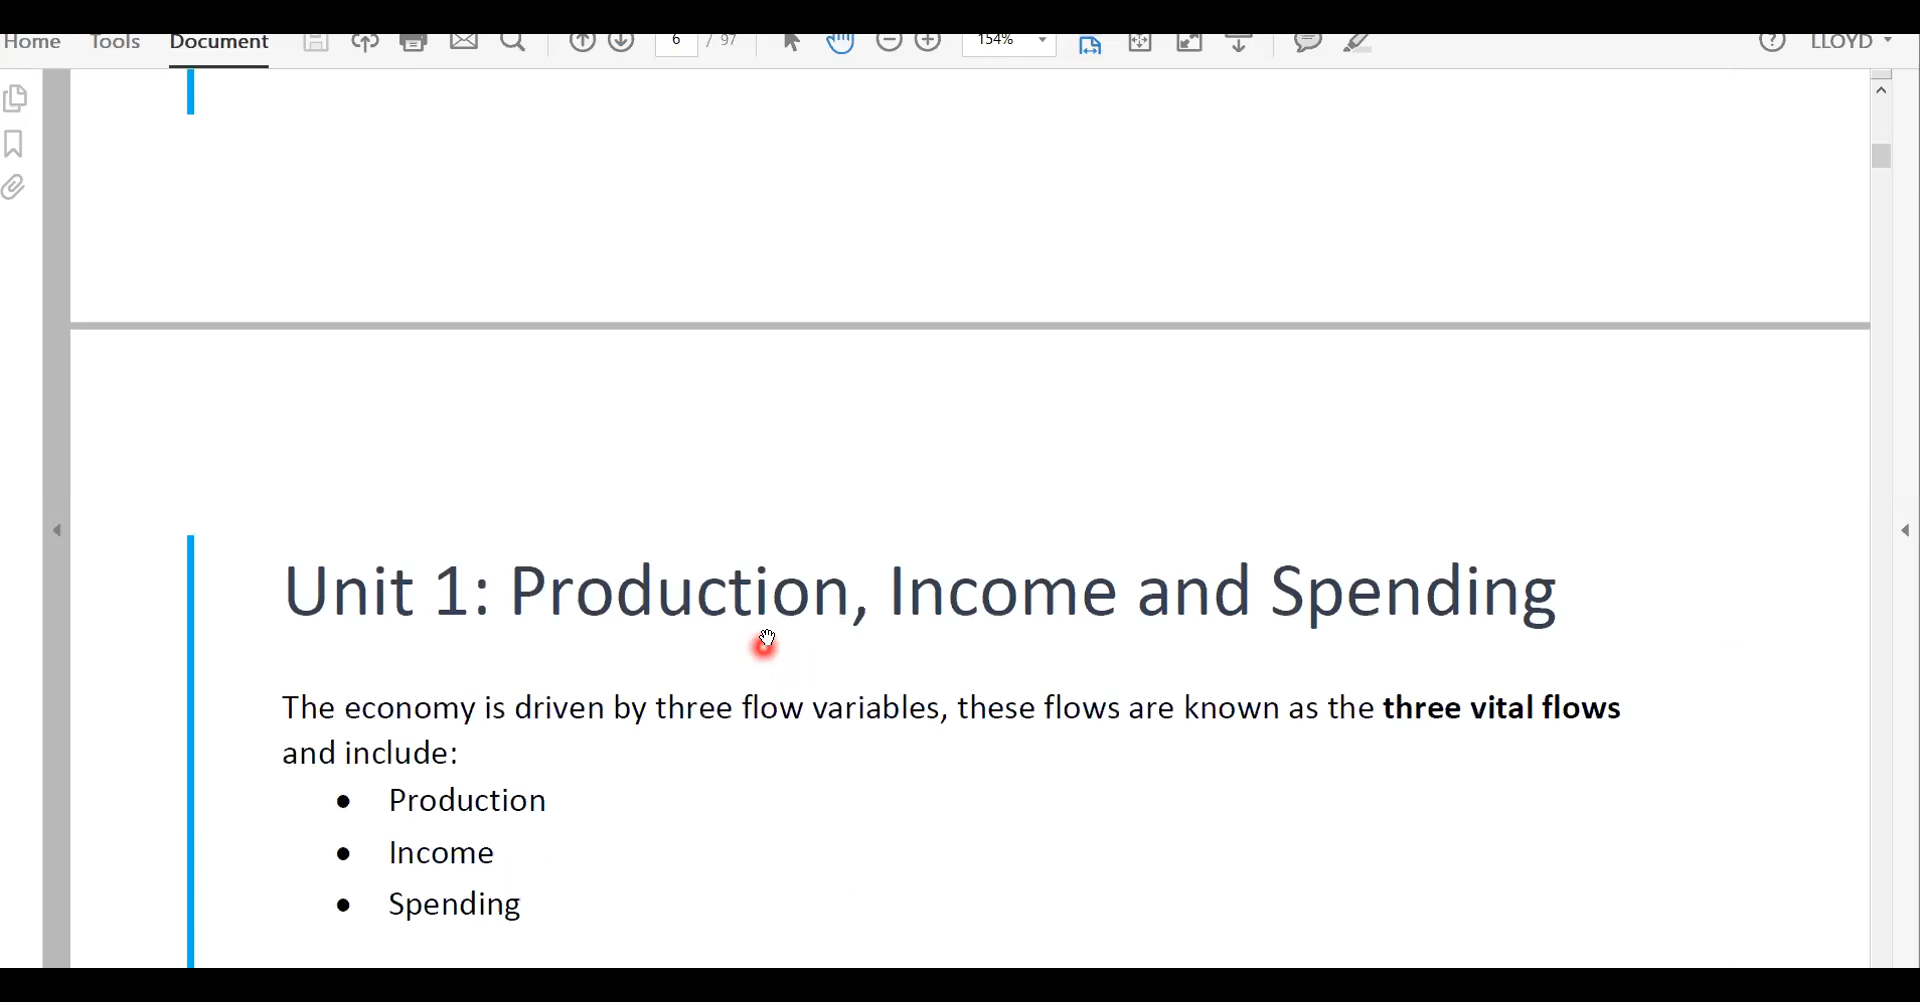 Home Tools Document 6 / 97 154% LLOYD
Unit 1: Production, Income and Spending
The economy is driven by three flow variables, these flows are known as the three vital flows
and include:
● Production
● Income
● Spending